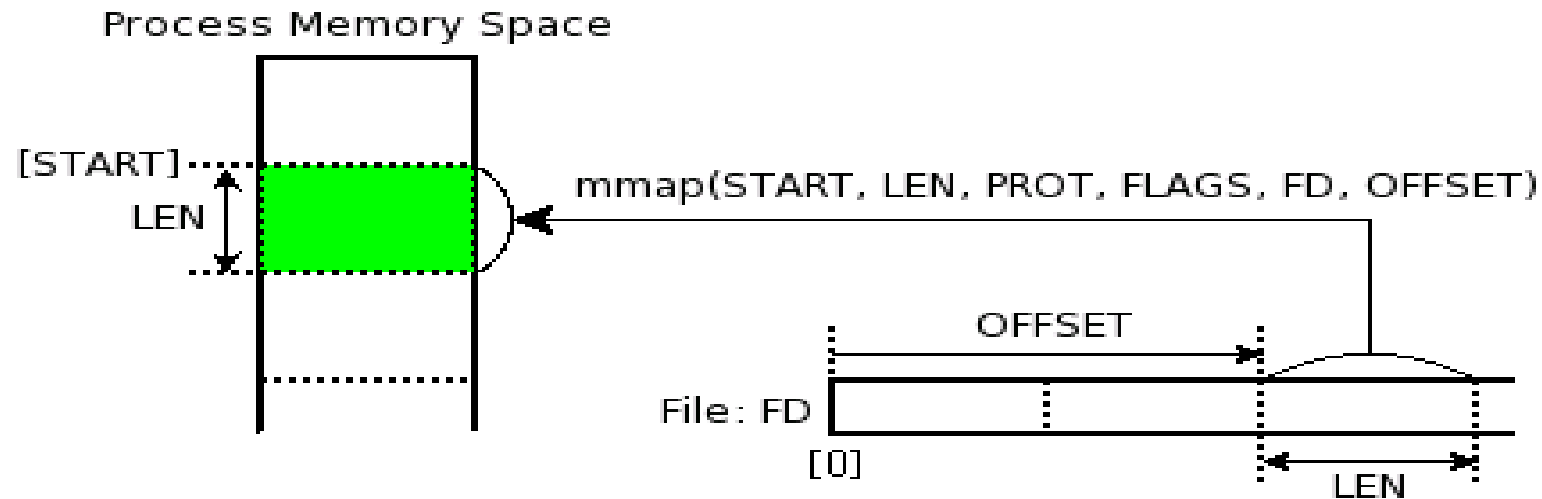 Process Memory Space
[START]
LEN
mmap(START, LEN, PROT, FLAGS, FD, OFFSET)
OFFSET
File: FD
[0]
LEN